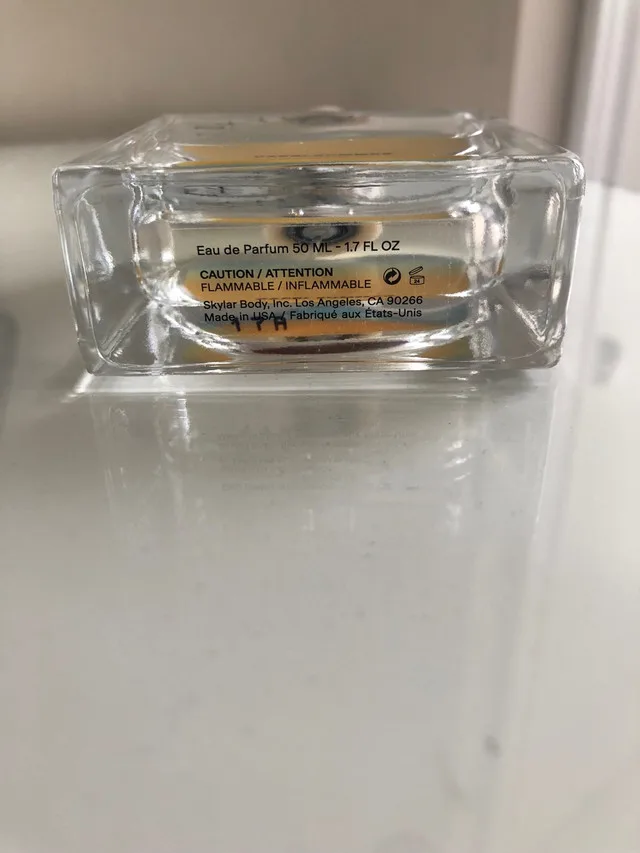 Eau de Parfum 50 ML - 1.7 FL OZ
CAUTION / ATTENTION
FLAMMABLE / INFLAMMABLE
24
Skylar Body, Inc. Los Angeles, CA 90266
Made in USA / Fabriqué aux États-Unis